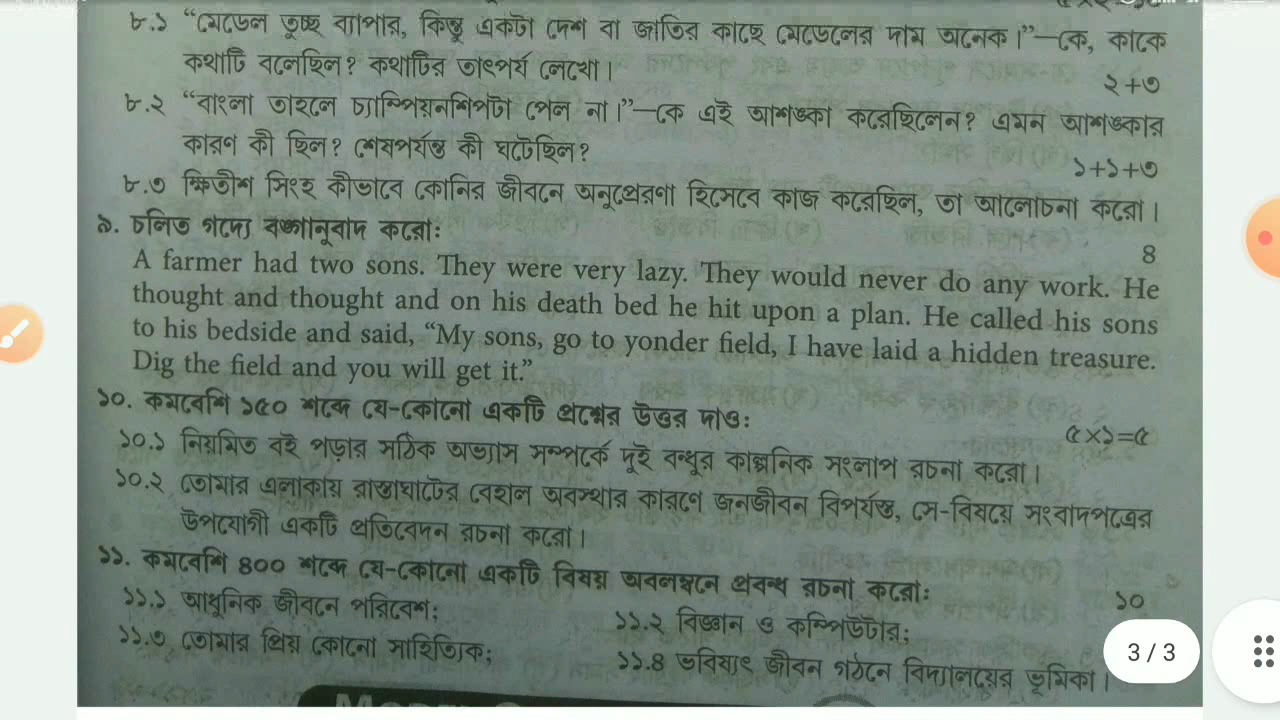 ৮.১ “মেডেল তুচ্ছ ব্যাপার, কিন্তু একটা দেশ বা জাতির কাছে মেডেলের দাম অনেক।”—কে, কাকে
কথাটি বলেছিল? কথাটির তাৎপর্য লেখো। ২+৩
৮.২ “বাংলা তাহলে চ্যাম্পিয়নশিপটা পেল না।”—কে এই আশঙ্কা করেছিলেন? এমন আশঙ্কার
কারণ কী ছিল? শেষপর্যন্ত কী ঘটেছিল? ১+১+৩
৮.৩ ক্ষিতীশ সিংহ কীভাবে কোনির জীবনে অনুপ্রেরণা হিসেবে কাজ করেছিল, তা আলোচনা করো।
৯. চলিত গদ্যে বঙ্গানুবাদ করো: ৪
A farmer had two sons. They were very lazy. They would never do any work. He
thought and thought and on his death bed he hit upon a plan. He called his sons
to his bedside and said, “My sons, go to yonder field, I have laid a hidden treasure.
Dig the field and you will get it.”
১০. কমবেশি ১৫০ শব্দে যে-কোনো একটি প্রশ্নের উত্তর দাও: ৫×১=৫
১০.১ নিয়মিত বই পড়ার সঠিক অভ্যাস সম্পর্কে দুই বন্ধুর কাল্পনিক সংলাপ রচনা করো।
১০.২ তোমার এলাকায় রাস্তাঘাটের বেহাল অবস্থার কারণে জনজীবন বিপর্যস্ত, সে-বিষয়ে সংবাদপত্রের
উপযোগী একটি প্রতিবেদন রচনা করো।
১১. কমবেশি ৪০০ শব্দে যে-কোনো একটি বিষয় অবলম্বনে প্রবন্ধ রচনা করো: ১০
১১.১ আধুনিক জীবনে পরিবেশ; ১১.২ বিজ্ঞান ও কম্পিউটার;
১১.৩ তোমার প্রিয় কোনো সাহিত্যিক; ১১.৪ ভবিষ্যৎ জীবন গঠনে বিদ্যালয়ের ভূমিকা।
3 / 3